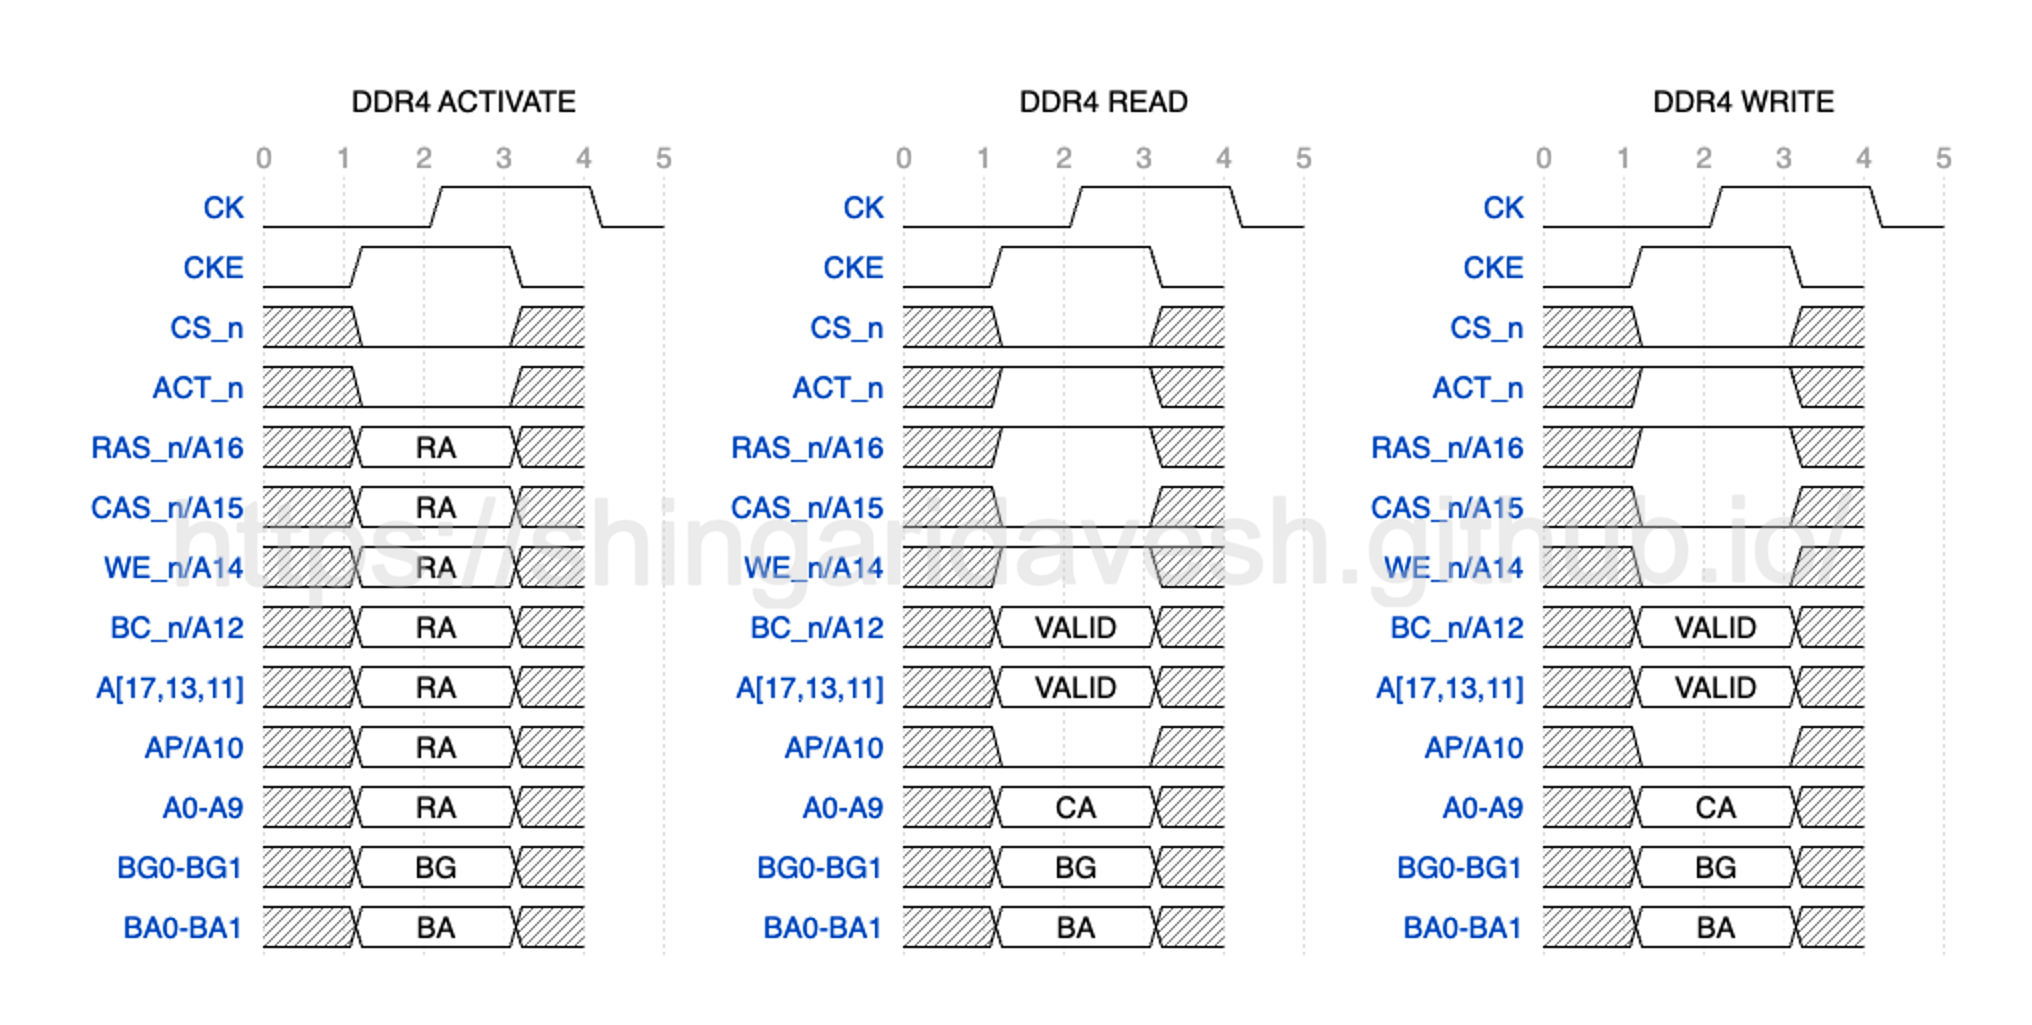 DDR4 ACTIVATE DDR4 READ DDR4 WRITE
0 1 2 3 4 5 0 1 2 3 4 5 0 1 2 3 4 5
CK CK CK
CKE CKE CKE
CS_n CS_n CS_n
ACT_n ACT_n ACT_n
RAS_n/A16 RA RAS_n/A16 RAS_n/A16
CAS_n/A15 RA CAS_n/A15 CAS_n/A15
https://shingaridavesh.github.io/
WE_n/A14 RA WE_n/A14 WE_n/A14
BC_n/A12 RA BC_n/A12 VALID BC_n/A12 VALID
A[17,13,11] RA A[17,13,11] VALID A[17,13,11] VALID
AP/A10 RA AP/A10 AP/A10
A0-A9 RA A0-A9 CA A0-A9 CA
BG0-BG1 BG BG0-BG1 BG BG0-BG1 BG
BA0-BA1 BA BA0-BA1 BA BA0-BA1 BA